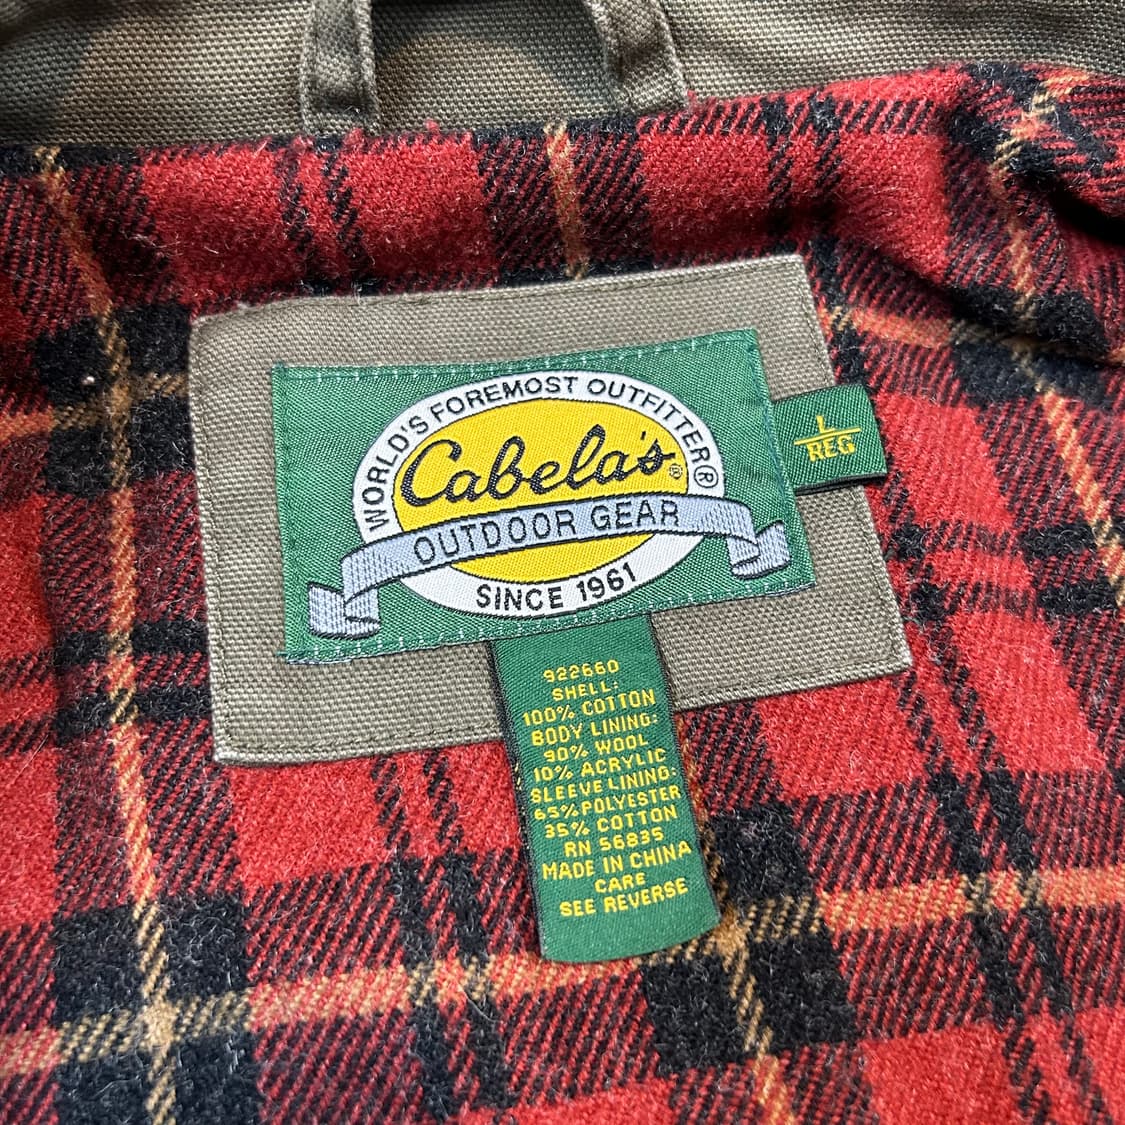 WORLD'S FOREMOST OUTFITTER®
Cabela's®
OUTDOOR GEAR
SINCE 1961
L
REG
922660
SHELL:
100% COTTON
BODY LINING:
90% WOOL
10% ACRYLIC
SLEEVE LINING:
65% POLYESTER
35% COTTON
RN 56835
MADE IN CHINA
CARE
SEE REVERSE